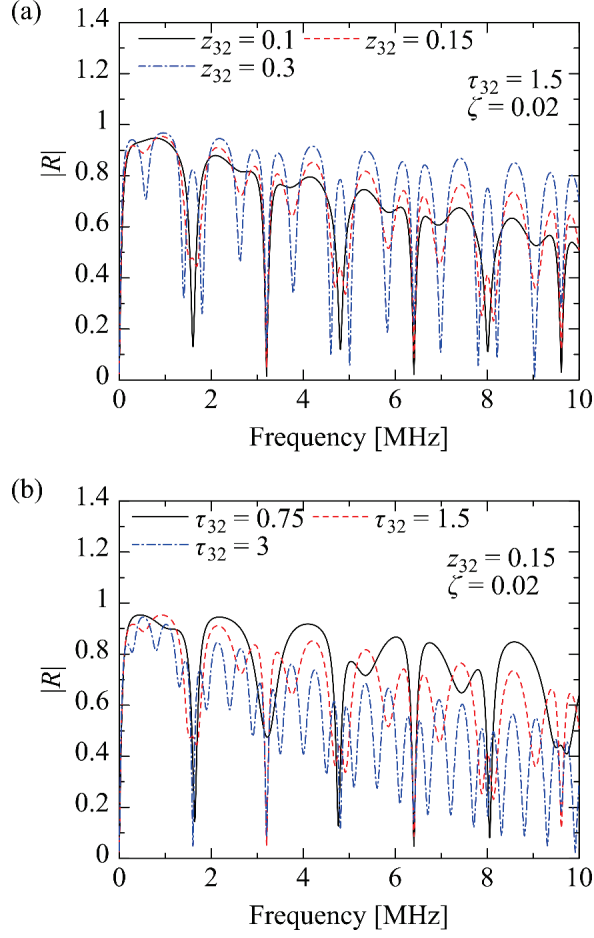 (a)
1.4
1.2
1
0.8
0.6
0.4
0.2
0
|R|
z32 = 0.1
z32 = 0.15
z32 = 0.3
τ32 = 1.5
ζ = 0.02
0 2 4 6 8 10
Frequency [MHz]
(b)
1.4
1.2
1
0.8
0.6
0.4
0.2
0
|R|
τ32 = 0.75
τ32 = 1.5
τ32 = 3
z32 = 0.15
ζ = 0.02
0 2 4 6 8 10
Frequency [MHz]